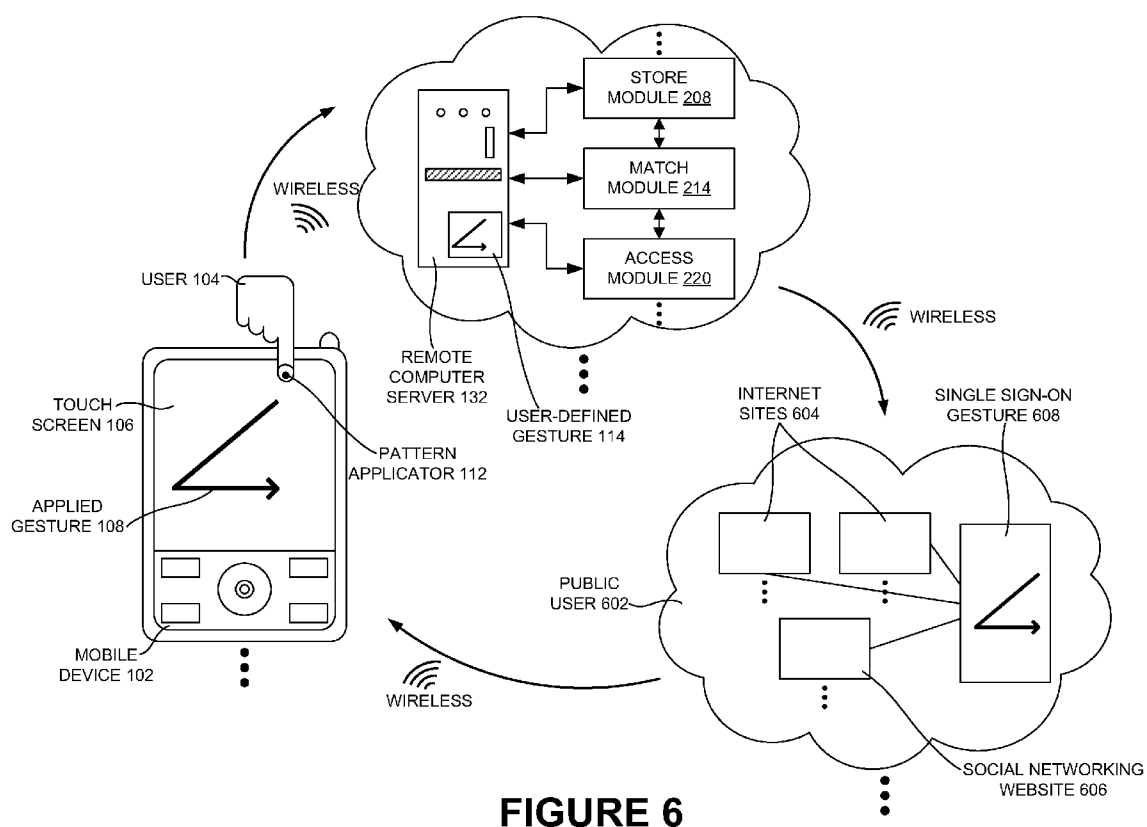 STORE
MODULE 208
MATCH
MODULE 214
ACCESS
MODULE 220
WIRELESS
WIRELESS
USER 104
REMOTE
COMPUTER
SERVER 132
USER-DEFINED
GESTURE 114
TOUCH
SCREEN 106
PATTERN
APPLICATOR 112
APPLIED
GESTURE 108
INTERNET
SITES 604
SINGLE SIGN-ON
GESTURE 608
PUBLIC
USER 602
MOBILE
DEVICE 102
WIRELESS
SOCIAL NETWORKING
WEBSITE 606
FIGURE 6